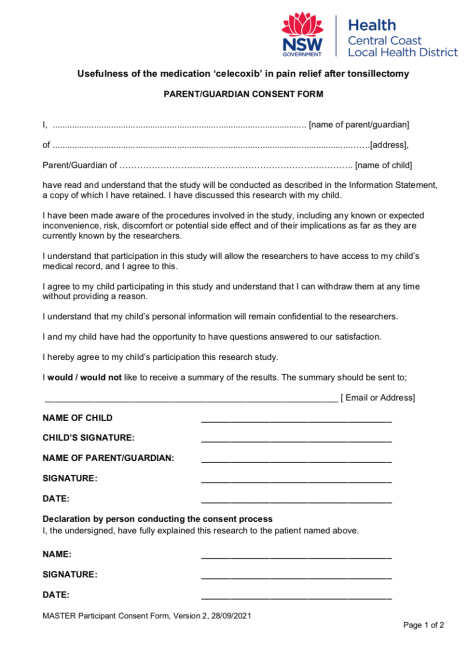 NSW
GOVERNMENT
Health
Central Coast
Local Health District
Usefulness of the medication ‘celecoxib’ in pain relief after tonsillectomy
PARENT/GUARDIAN CONSENT FORM
I, ........................................................................................................ [name of parent/guardian]
of ..................................................................................................................................…….[address],
Parent/Guardian of ……………………………………………………………………….. [name of child]
have read and understand that the study will be conducted as described in the Information Statement,
a copy of which I have retained. I have discussed this research with my child.
I have been made aware of the procedures involved in the study, including any known or expected
inconvenience, risk, discomfort or potential side effect and of their implications as far as they are
currently known by the researchers.
I understand that participation in this study will allow the researchers to have access to my child’s
medical record, and I agree to this.
I agree to my child participating in this study and understand that I can withdraw them at any time
without providing a reason.
I understand that my child’s personal information will remain confidential to the researchers.
I and my child have had the opportunity to have questions answered to our satisfaction.
I hereby agree to my child’s participation this research study.
I would / would not like to receive a summary of the results. The summary should be sent to;
____________________________________________________________ [ Email or Address]
NAME OF CHILD ________________________________________
CHILD’S SIGNATURE: ________________________________________
NAME OF PARENT/GUARDIAN: ________________________________________
SIGNATURE: ________________________________________
DATE: ________________________________________
Declaration by person conducting the consent process
I, the undersigned, have fully explained this research to the patient named above.
NAME: ________________________________________
SIGNATURE: ________________________________________
DATE: ________________________________________
MASTER Participant Consent Form, Version 2, 28/09/2021
Page 1 of 2